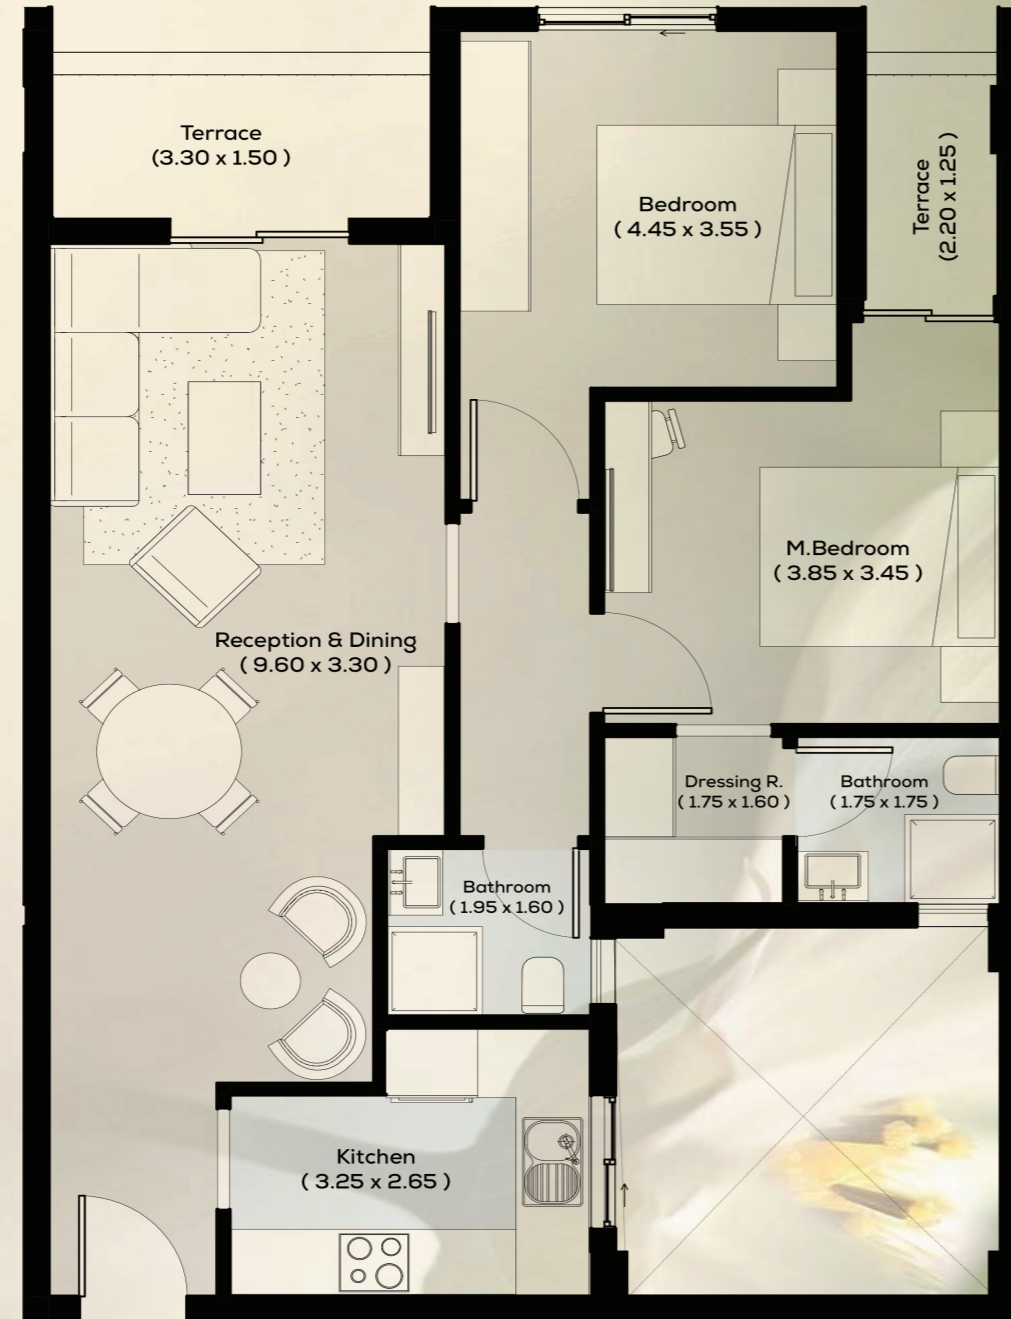 Terrace
(3.30 x 1.50 )
Bedroom
( 4.45 x 3.55 )
Terrace
(2.20 x 1.25 )
M.Bedroom
( 3.85 x 3.45 )
Reception & Dining
( 9.60 x 3.30 )
Dressing R.
( 1.75 x 1.60 )
Bathroom
( 1.75 x 1.75 )
Bathroom
( 1.95 x 1.60 )
Kitchen
( 3.25 x 2.65 )